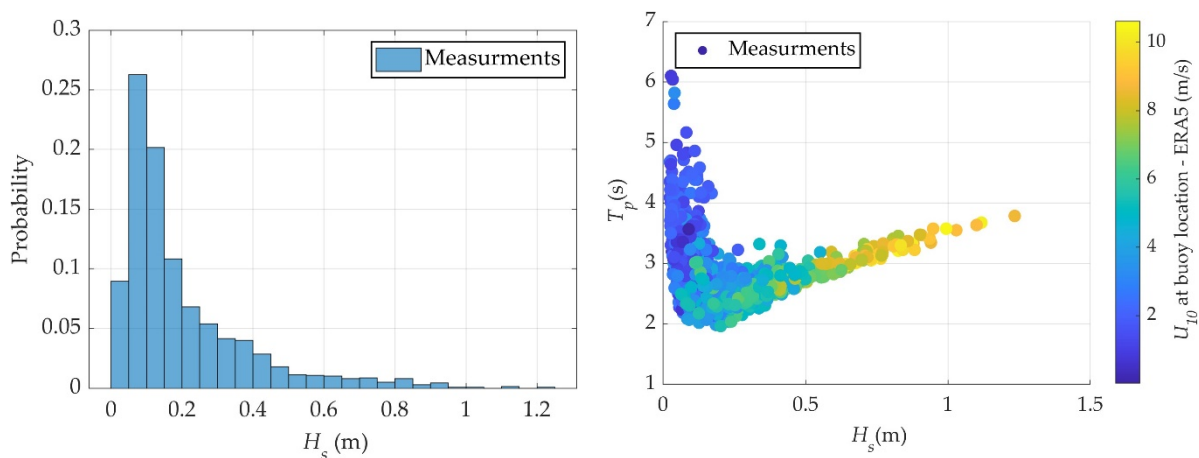 0.3
0.25
0.2
0.15
0.1
0.05
0
Probability
Measurments
0 0.2 0.4 0.6 0.8 1 1.2
H_s (m)
7
6
5
4
3
2
1
T_p(s)
Measurments
0 0.5 1 1.5
H_s(m)
10
8
6
4
2
U_10 at buoy location - ERA5 (m/s)